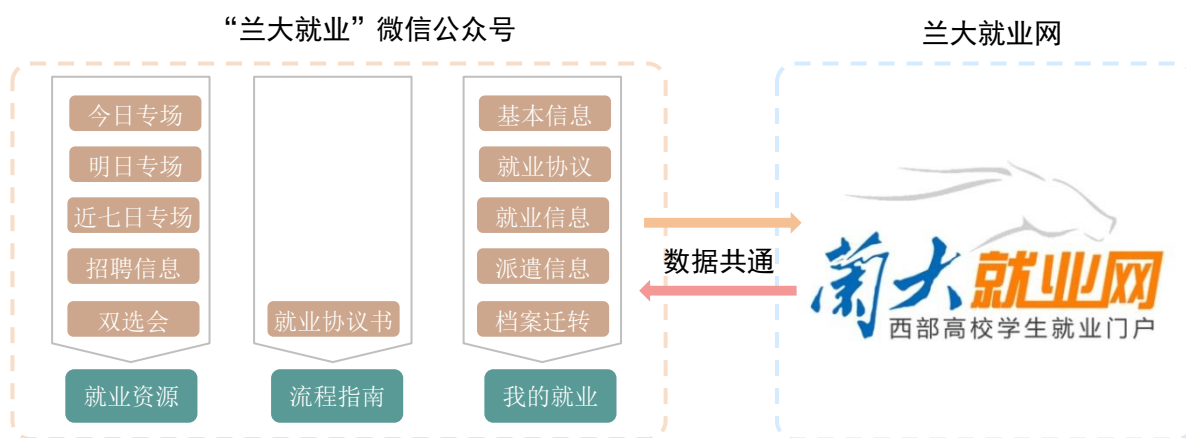 “兰大就业”微信公众号
兰大就业网
今日专场
明日专场
近七日专场
招聘信息
双选会
就业资源
就业协议书
流程指南
基本信息
就业协议
就业信息
派遣信息
档案迁转
我的就业
数据共通
兰大就业网
西部高校学生就业门户